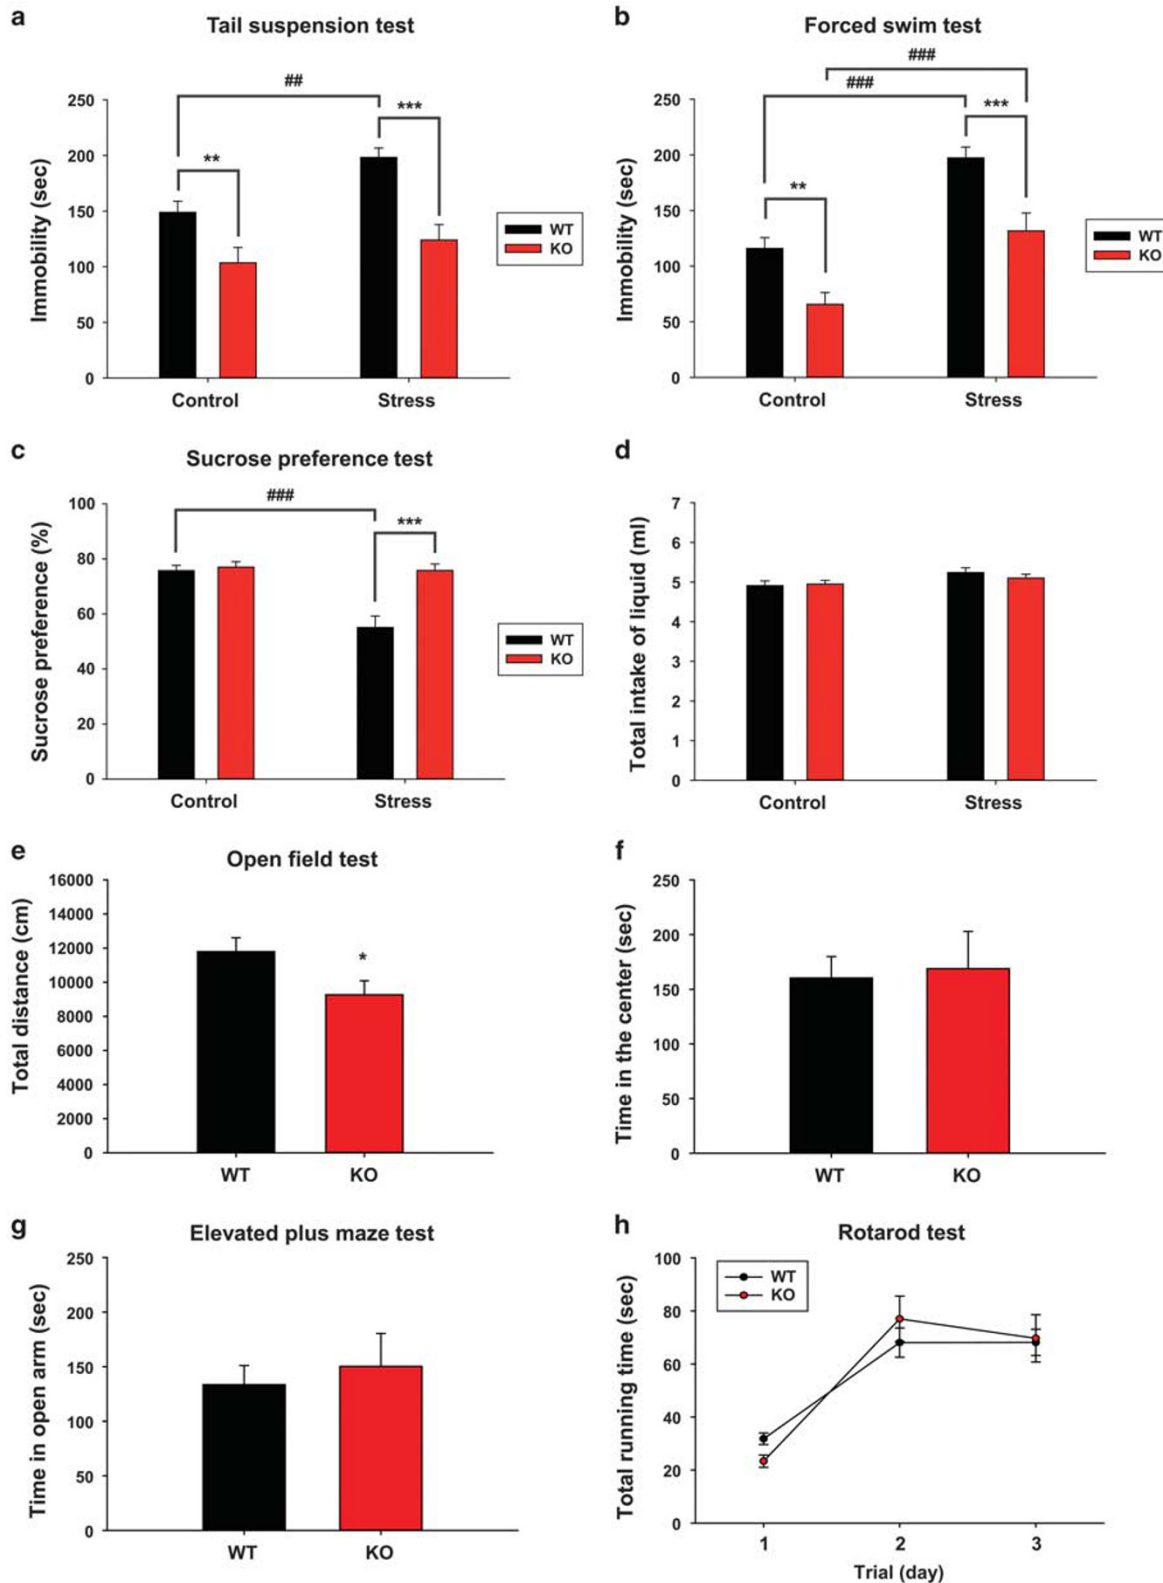 a
Tail suspension test
##
***
**
250
200
150
100
50
0
Immobility (sec)
Control
Stress
WT
KO
b
Forced swim test
###
###
***
**
250
200
150
100
50
0
Immobility (sec)
Control
Stress
WT
KO
c
Sucrose preference test
###
***
100
80
60
40
20
0
Sucrose preference (%)
Control
Stress
WT
KO
d
7
6
5
4
3
2
1
0
Total intake of liquid (ml)
Control
Stress
e
Open field test
*
16000
14000
12000
10000
8000
6000
4000
2000
0
Total distance (cm)
WT
KO
f
250
200
150
100
50
0
Time in the center (sec)
WT
KO
g
Elevated plus maze test
250
200
150
100
50
0
Time in open arm (sec)
WT
KO
h
Rotarod test
WT
KO
100
80
60
40
20
0
Total running time (sec)
1
2
3
Trial (day)